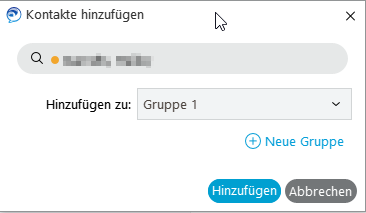 Kontakte hinzufügen
Hinzufügen zu: Gruppe 1
Neue Gruppe
Hinzufügen Abbrechen